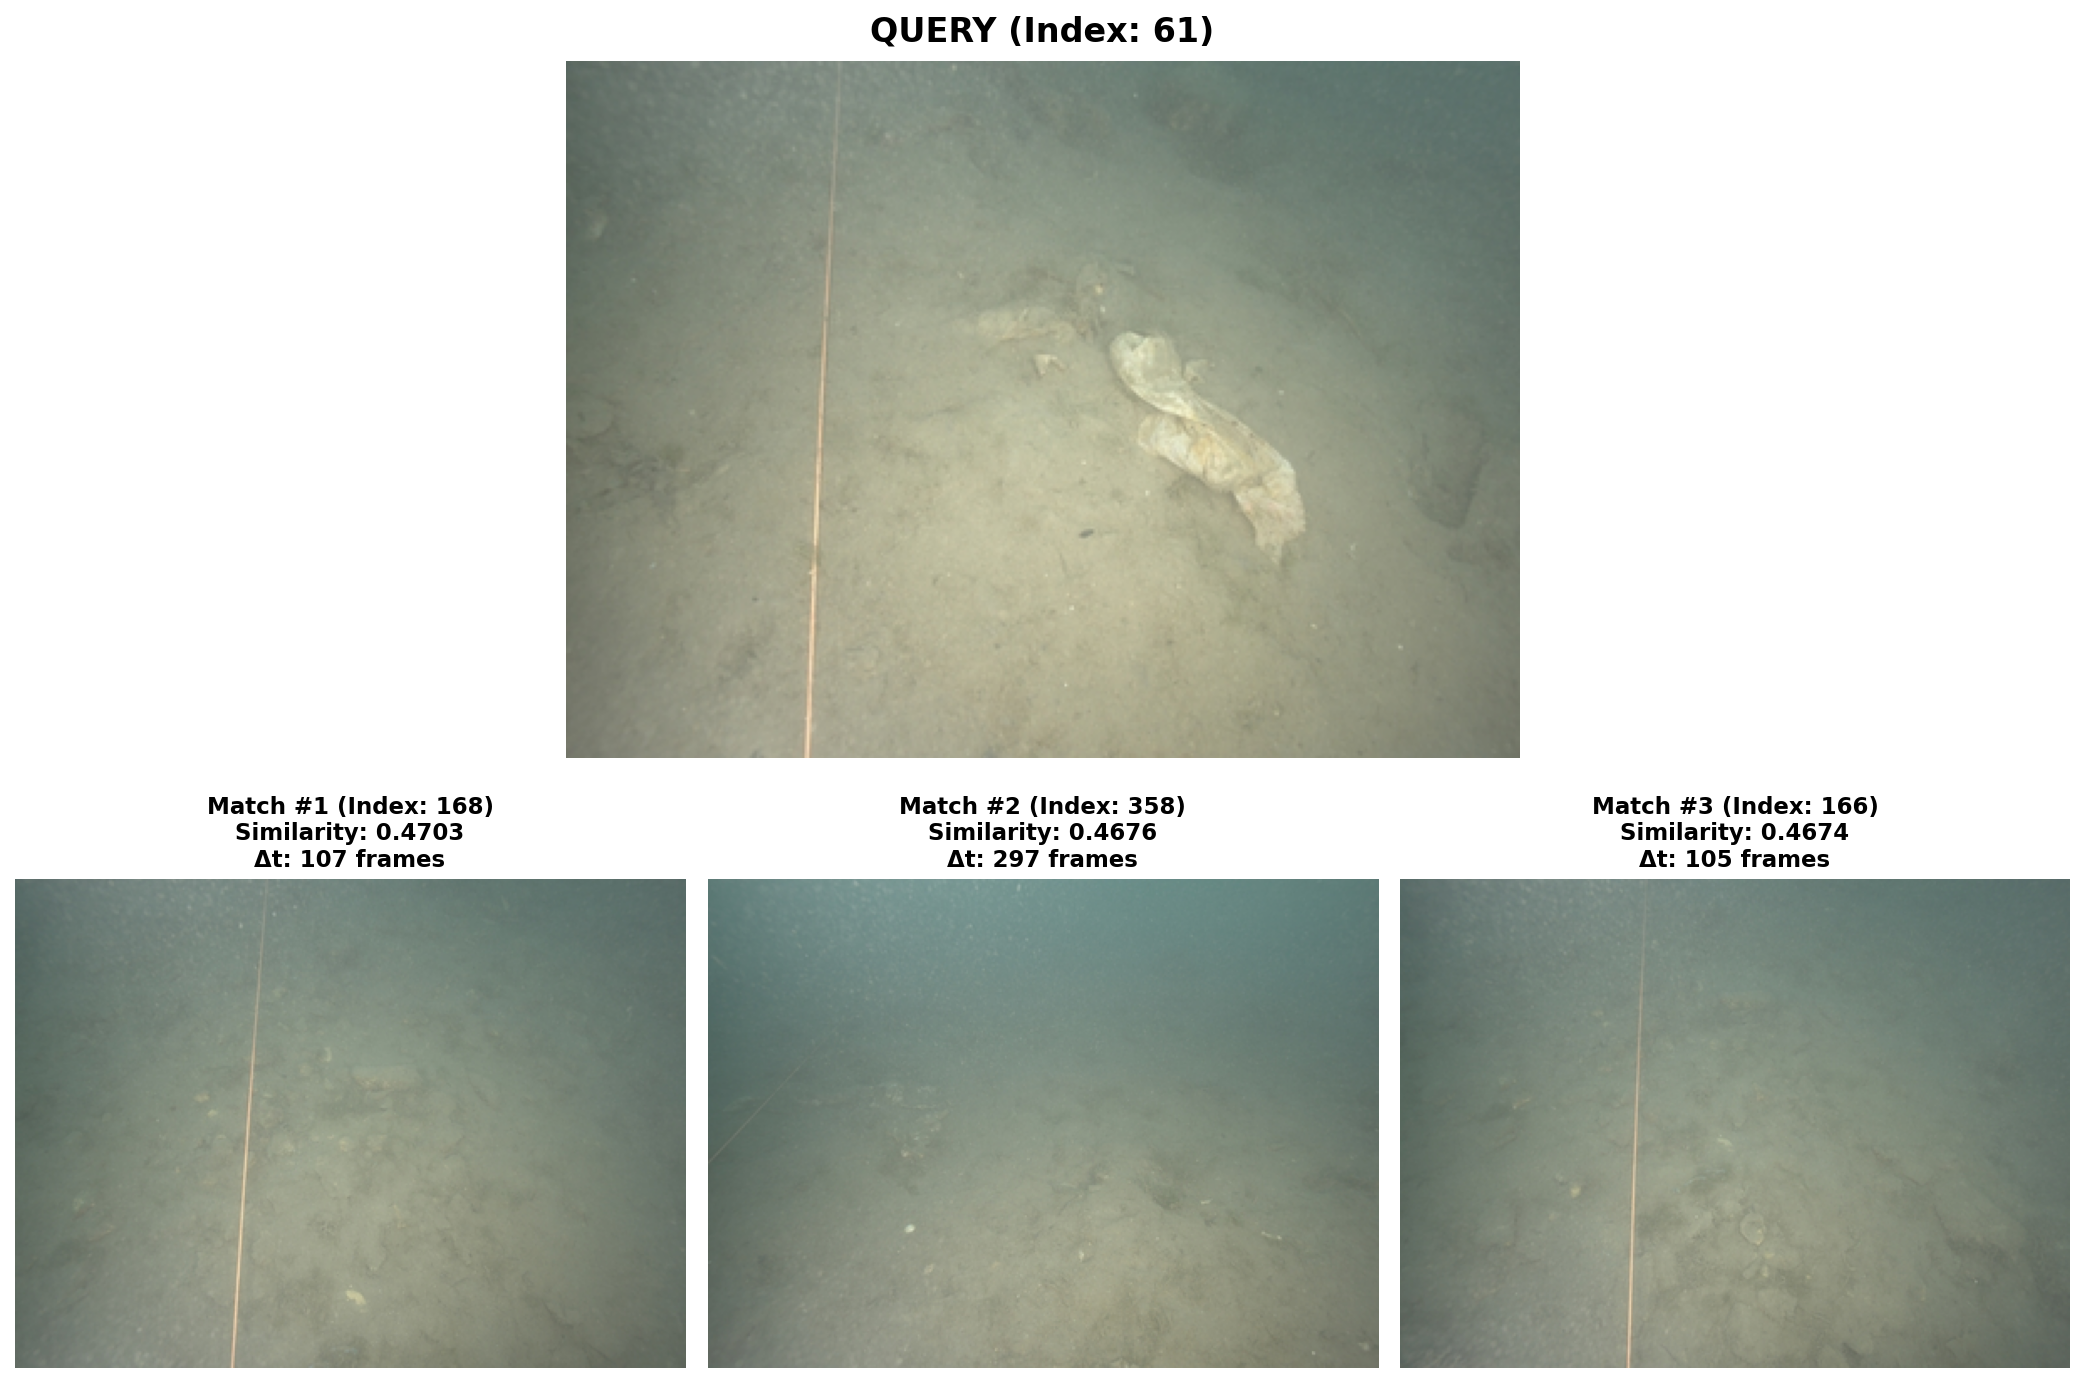 QUERY (Index: 61)
Match #1 (Index: 168)
Similarity: 0.4703
Δt: 107 frames
Match #2 (Index: 358)
Similarity: 0.4676
Δt: 297 frames
Match #3 (Index: 166)
Similarity: 0.4674
Δt: 105 frames